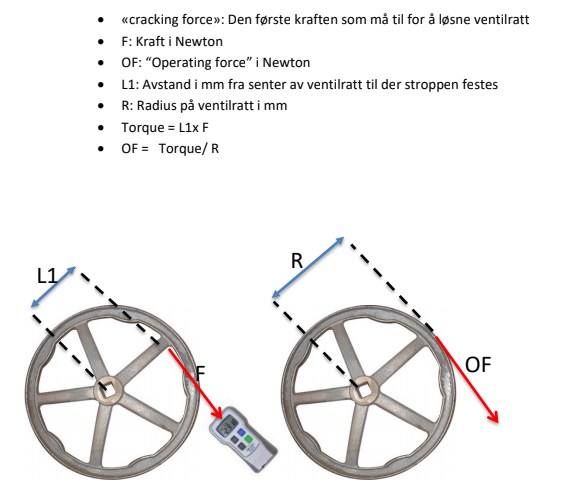 • «cracking force»: Den første kraften som må til for å løsne ventilratt
• F: Kraft i Newton
• OF: “Operating force” i Newton
• L1: Avstand i mm fra senter av ventilratt til der stroppen festes
• R: Radius på ventilratt i mm
• Torque = L1x F
• OF = Torque/ R
L1
F
R
OF